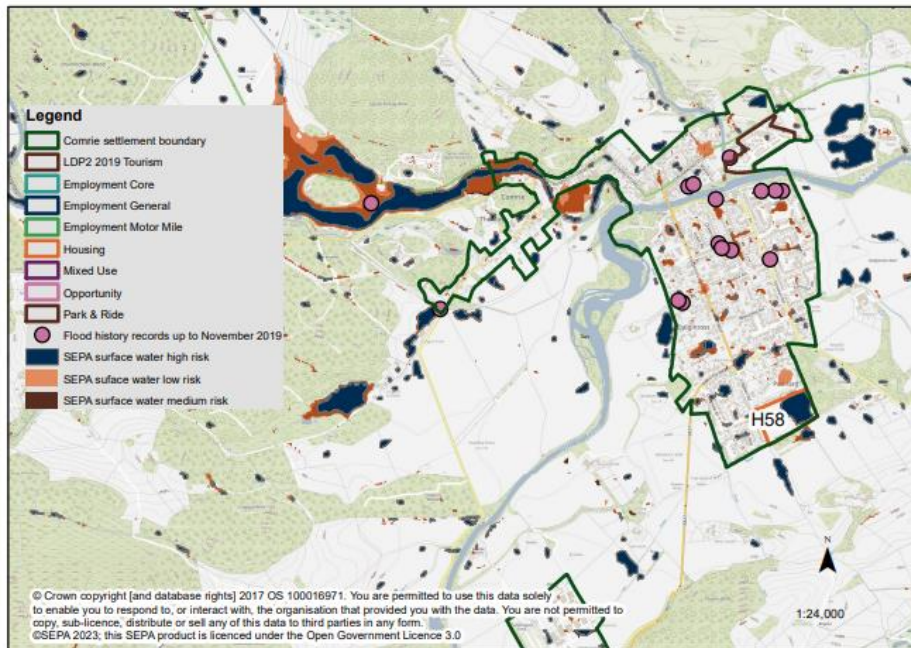 Legend
Comrie settlement boundary
LDP2 2019 Tourism
Employment Core
Employment General
Employment Motor Mile
Housing
Mixed Use
Opportunity
Park & Ride
Flood history records up to November 2019
SEPA surface water high risk
SEPA suface water low risk
SEPA surface water medium risk
Comrie
H58
N
1:24,000
© Crown copyright [and database rights] 2017 OS 100016971. You are permitted to use this data solely
to enable you to respond to, or interact with, the organisation that provided you with the data. You are not permitted to
copy, sub-licence, distribute or sell any of this data to third parties in any form.
©SEPA 2023; this SEPA product is licenced under the Open Government Licence 3.0